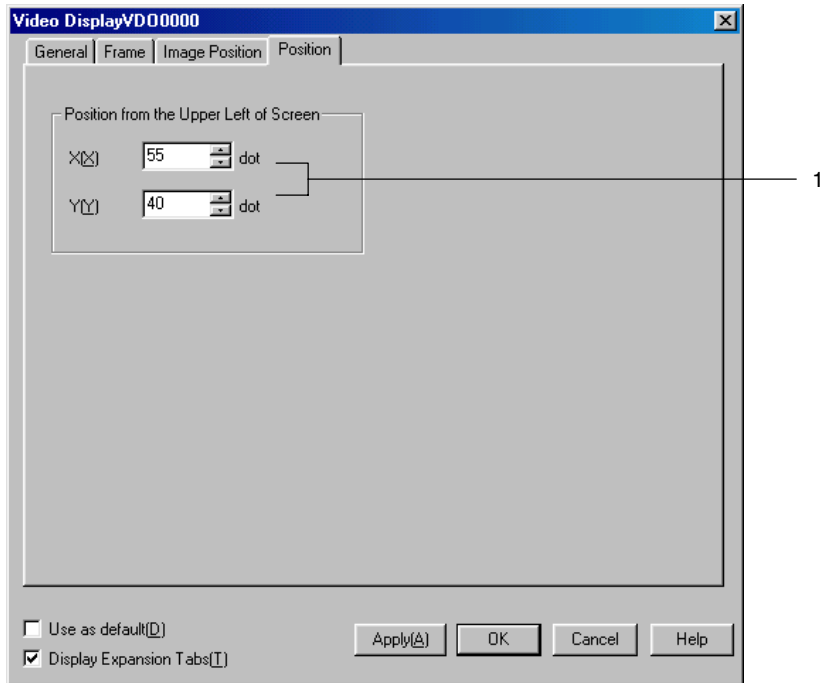 Video DisplayVDO0000
General Frame Image Position Position
Position from the Upper Left of Screen
X(X) 55 dot
1
Y(Y) 40 dot
Use as default(D)
Apply(A) OK Cancel Help
Display Expansion Tabs(T)